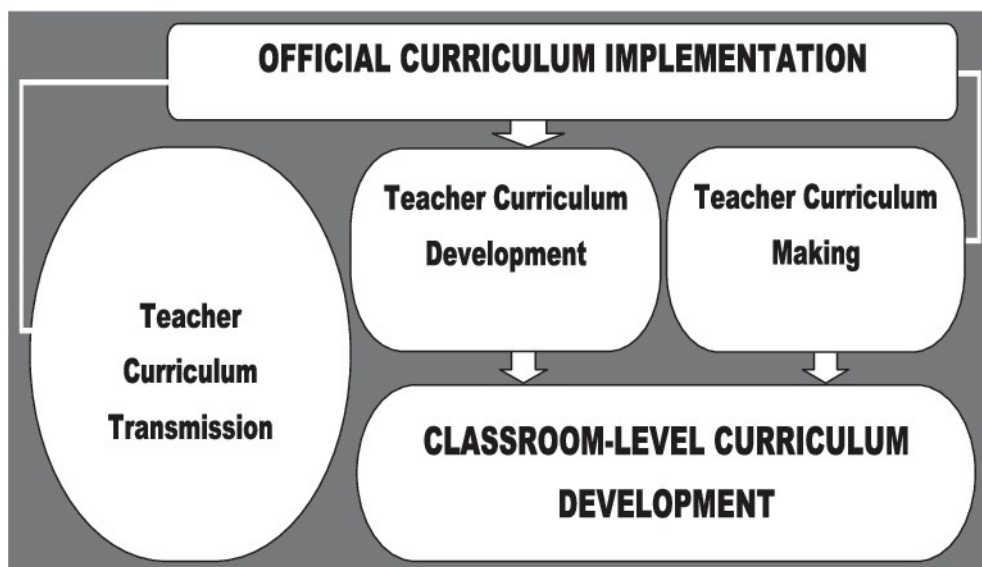 OFFICIAL CURRICULUM IMPLEMENTATION
Teacher
Curriculum
Transmission
Teacher Curriculum
Development
Teacher Curriculum
Making
CLASSROOM-LEVEL CURRICULUM
DEVELOPMENT